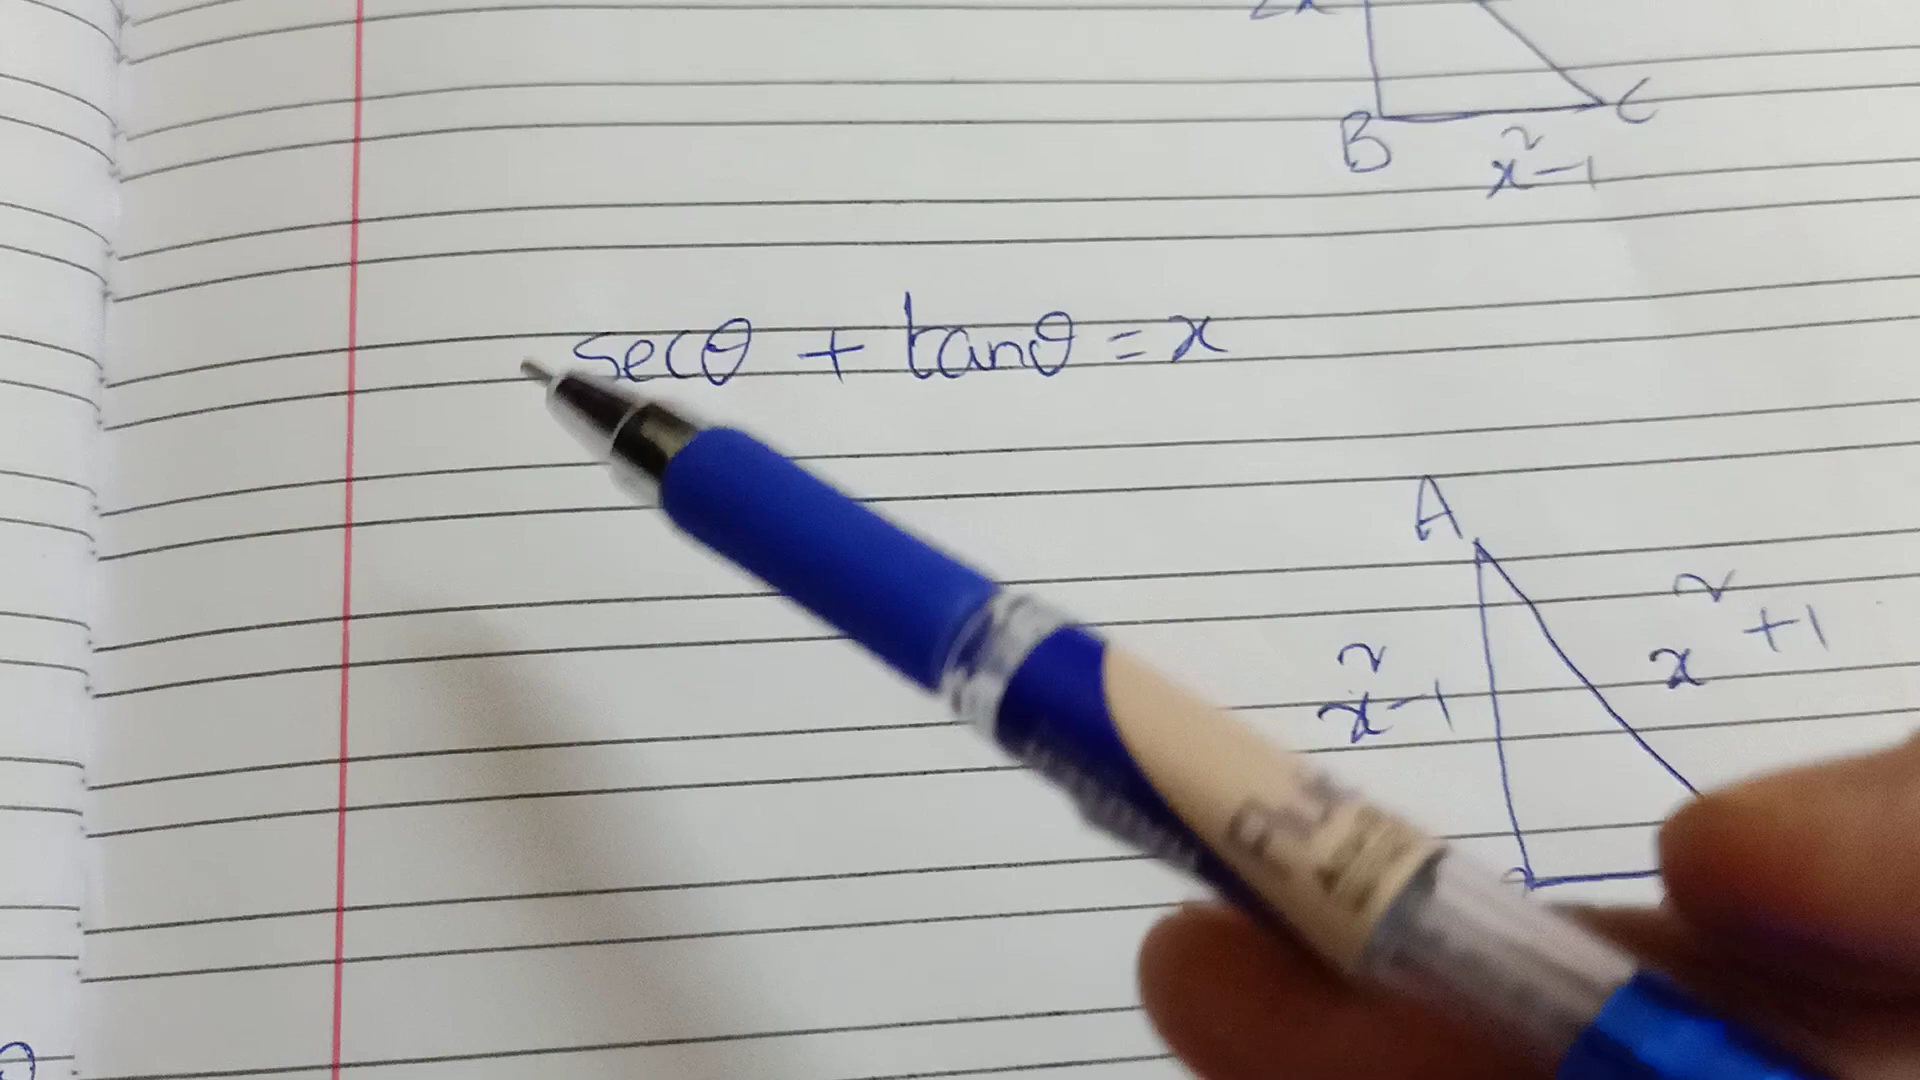 B
C
x²-1
secθ + tanθ = x
A
x²-1
x²+1